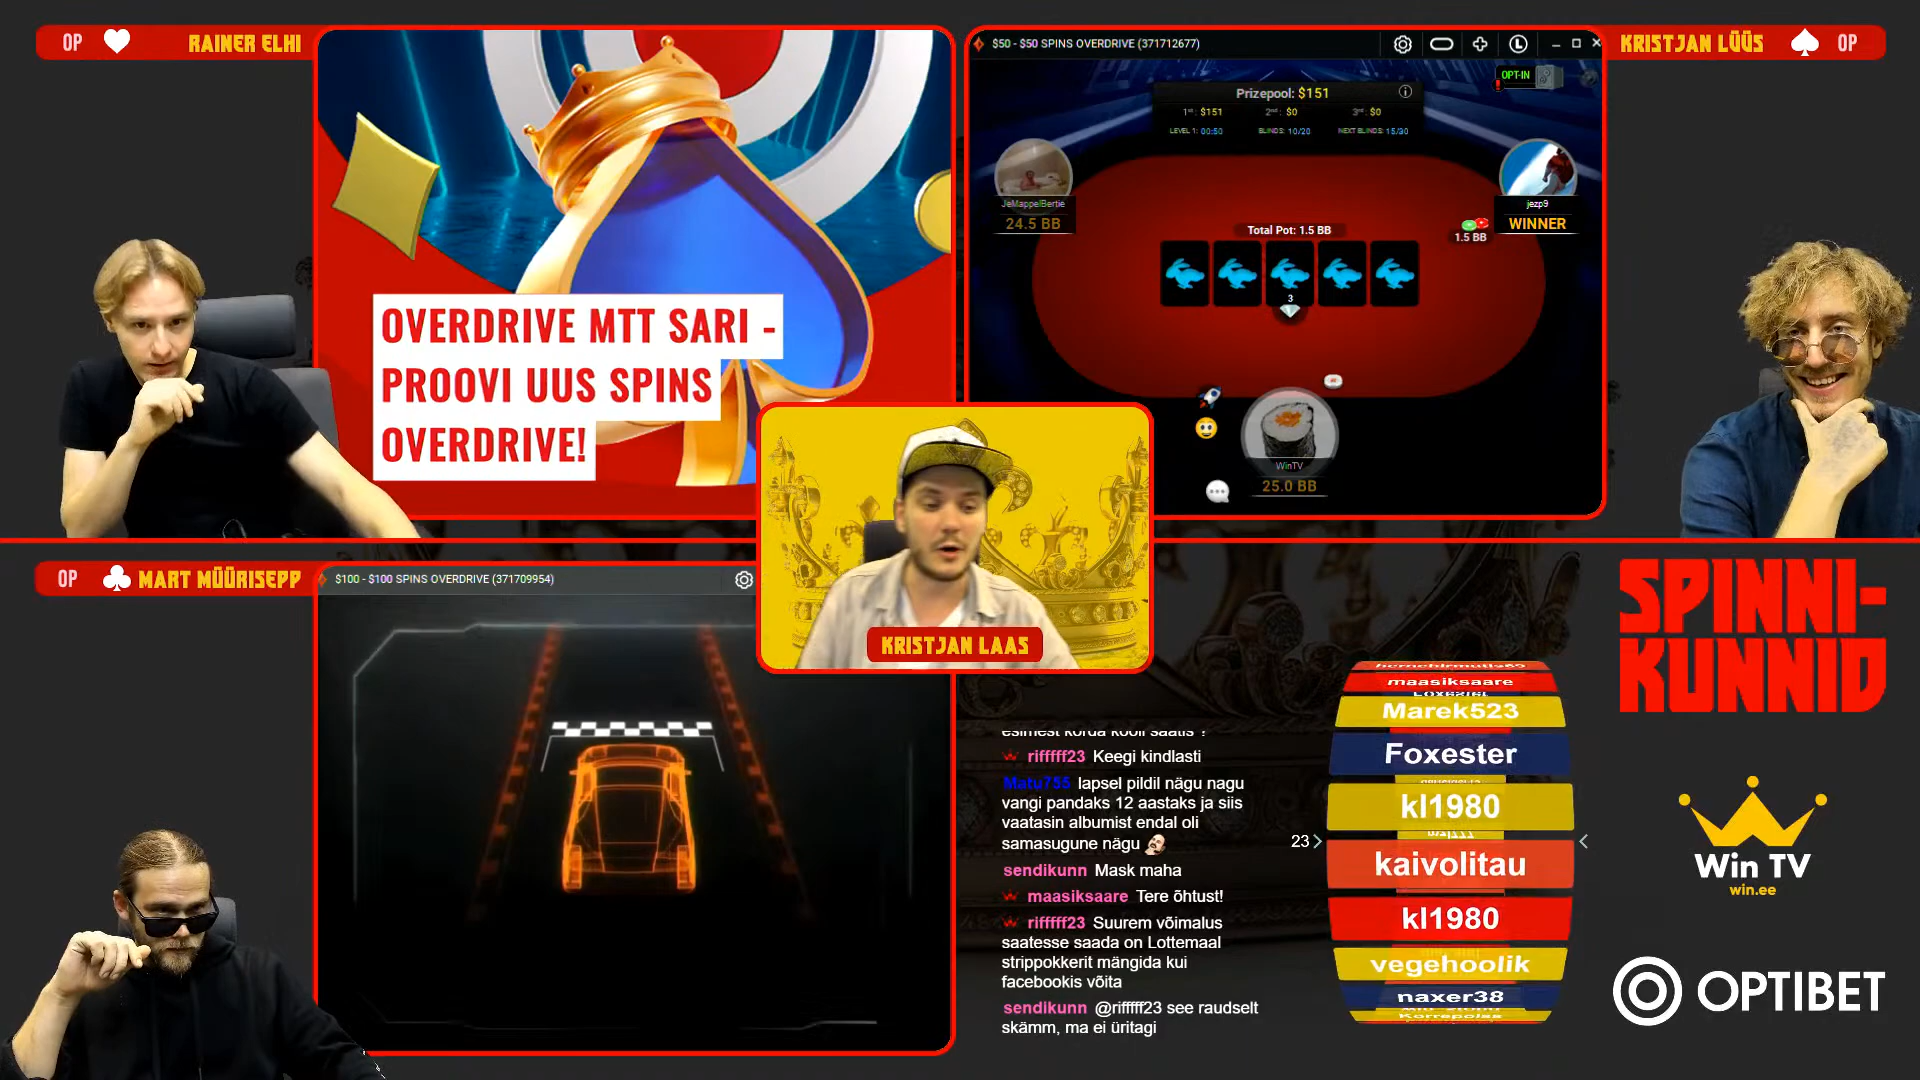 OP
RAINER ELHI
OVERDRIVE MTT SARI -
PROOVI UUS SPINS
OVERDRIVE!
$50 - $50 SPINS OVERDRIVE (371712677)
OPT-IN
Prizepool: $151
1st: $151 2nd: $0 3rd: $0
LEVEL 1: 00:50 BLINDS: 10/20 NEXT BLINDS: 15/30
JeMappelBertie
24.5 BB
jezp9
WINNER
1.5 BB
Total Pot: 1.5 BB
3
WinTV
25.0 BB
KRISTJAN LÜÜS
OP
KRISTJAN LAAS
OP
MART MÜÜRISEPP
$100 - $100 SPINS OVERDRIVE (371709954)
esimest korda kooli saatis ?
rifffff23 Keegi kindlasti
Matu755 lapsel pildil nägu nagu
vangi pandaks 12 aastaks ja siis
vaatasin albumist endal oli
samasugune nägu
sendikunn Mask maha
maasiksaare Tere õhtust!
rifffff23 Suurem võimalus
saatesse saada on Lottemaal
strippokkerit mängida kui
facebookis võita
sendikunn @rifffff23 see raudselt
skämm, ma ei üritagi
maasiksaare
Marek523
Foxester
kl1980
23
kaivolitau
kl1980
vegehoolik
naxer38
SPINNI-
KUNNID
Win TV
win.ee
OPTIBET